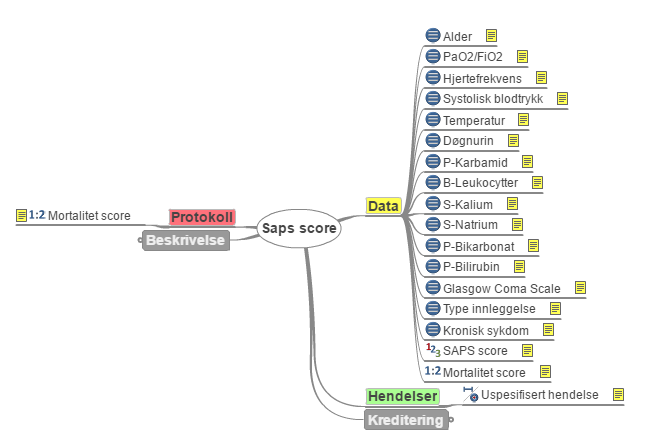 Saps score
Protokoll
1:2 Mortalitet score
Beskrivelse
Data
Alder
PaO2/FiO2
Hjertefrekvens
Systolisk blodtrykk
Temperatur
Døgnurin
P-Karbamid
B-Leukocytter
S-Kalium
S-Natrium
P-Bikarbonat
P-Bilirubin
Glasgow Coma Scale
Type innleggelse
Kronisk sykdom
123 SAPS score
1:2 Mortalitet score
Hendelser
Uspesifisert hendelse
Kreditering